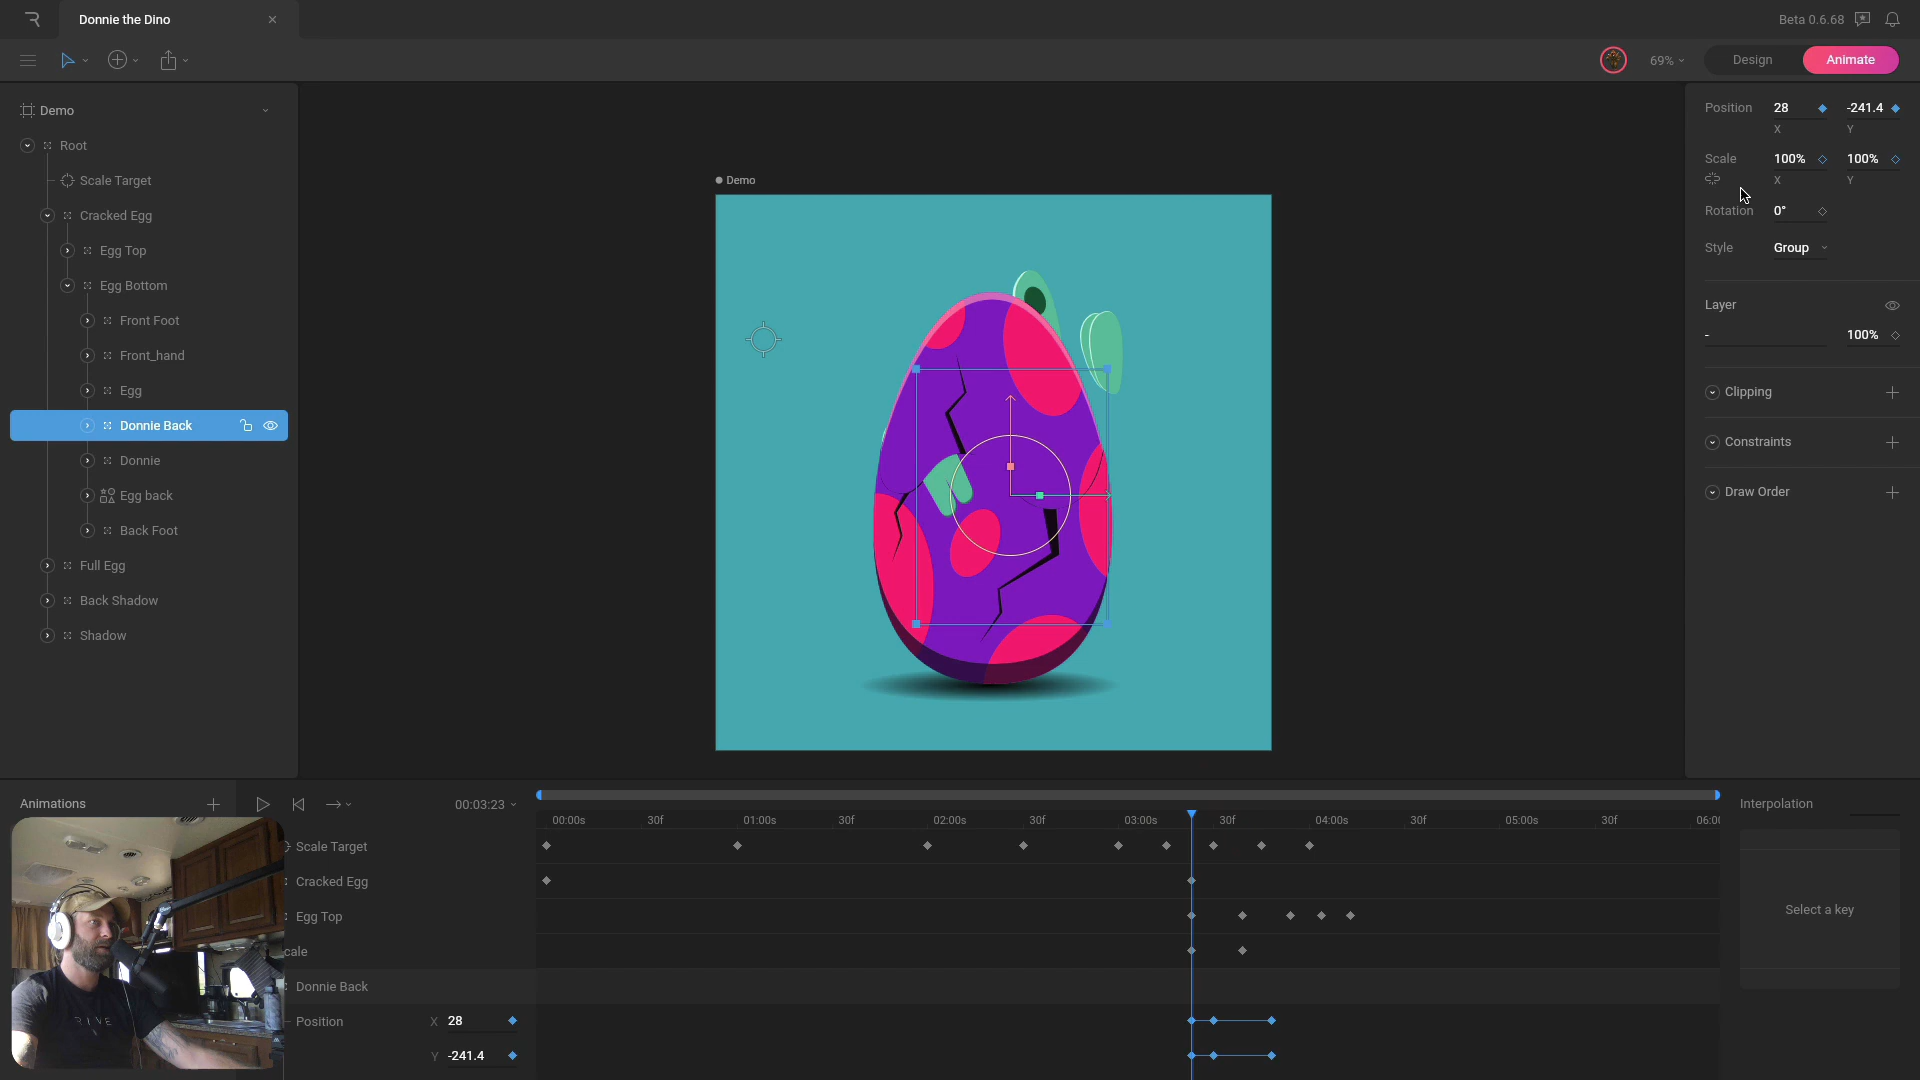 Donnie the Dino
Beta 0.6.68
69%
Design
Animate
Demo
Root
Scale Target
Cracked Egg
Egg Top
Egg Bottom
Front Foot
Front_hand
Egg
Donnie Back
Donnie
Egg back
Back Foot
Full Egg
Back Shadow
Shadow
Demo
Position 28 -241.4
X Y
Scale 100% 100%
X Y
Rotation 0°
Style Group
Layer
- 100%
Clipping
Constraints
Draw Order
Animations
00:03:23
00:00s 30f 01:00s 30f 02:00s 30f 03:00s 30f 04:00s 30f 05:00s 30f 06:00
Scale Target
Cracked Egg
Egg Top
cale
Donnie Back
Position X 28
Y -241.4
Interpolation
Select a key
RIVE